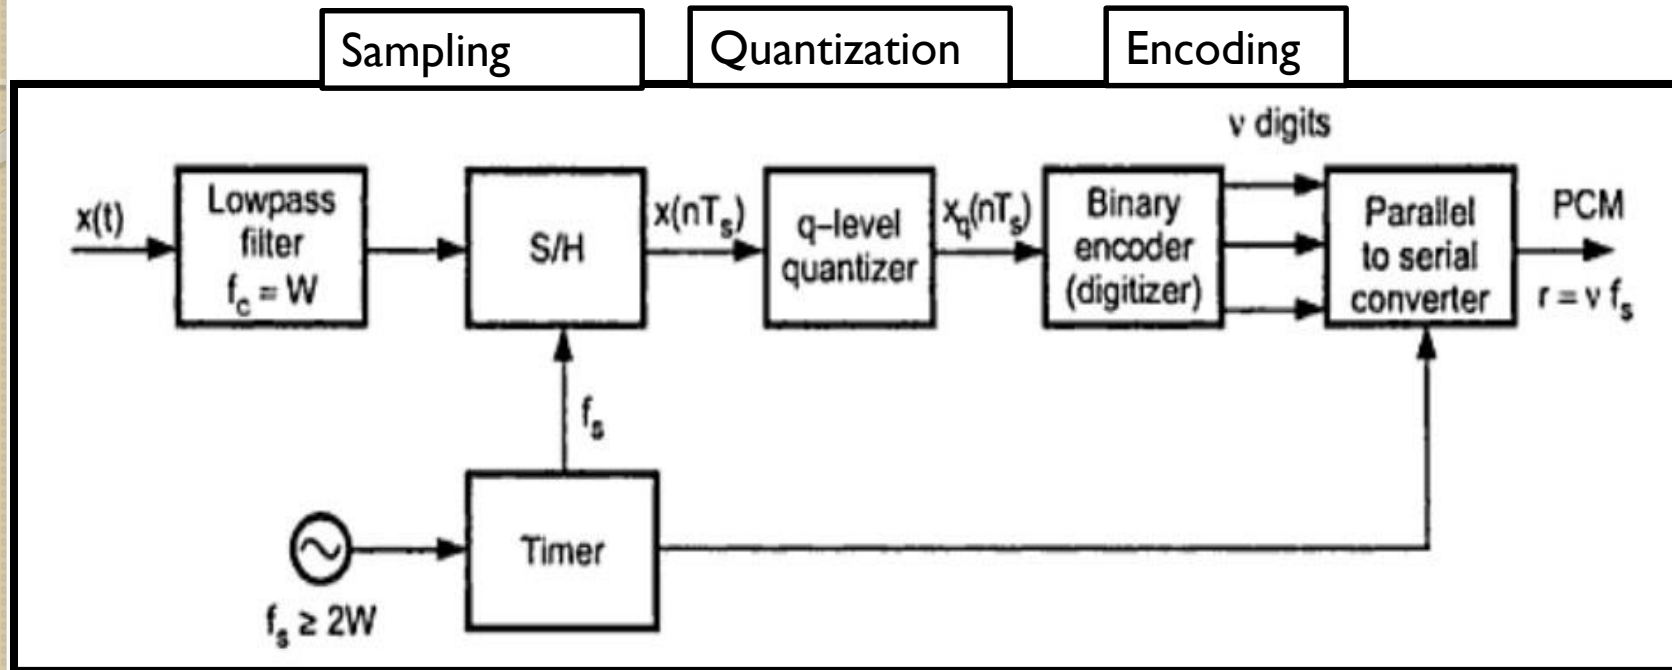 Sampling
Quantization
Encoding
ν digits
x(t)
Lowpass
filter
f_c = W
S/H
x(nT_s)
q-level
quantizer
x_q(nT_s)
Binary
encoder
(digitizer)
Parallel
to serial
converter
PCM
r = ν f_s
f_s
Timer
f_s ≥ 2W